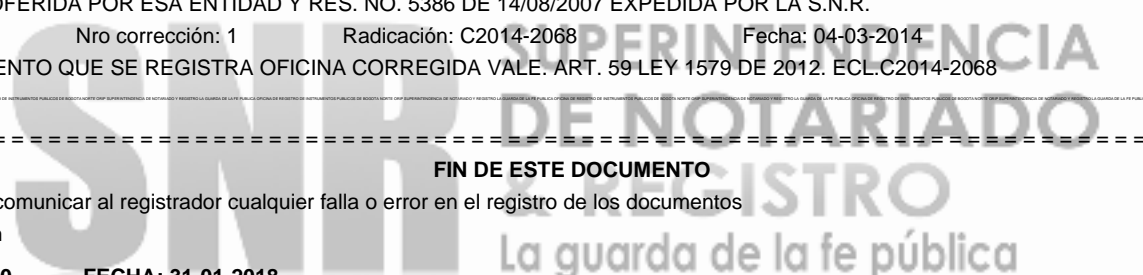 OFERIDA POR ESA ENTIDAD Y RES. NO. 5386 DE 14/08/2007 EXPEDIDA POR LA S.N.R.
Nro corrección: 1 Radicación: C2014-2068 Fecha: 04-03-2014
ENTO QUE SE REGISTRA OFICINA CORREGIDA VALE. ART. 59 LEY 1579 DE 2012. ECL.C2014-2068
SNR
SUPERINTENDENCIA
DE NOTARIADO
& REGISTRO
La guarda de la fe pública
FIN DE ESTE DOCUMENTO
comunicar al registrador cualquier falla o error en el registro de los documentos
FECHA: 31-01-2018